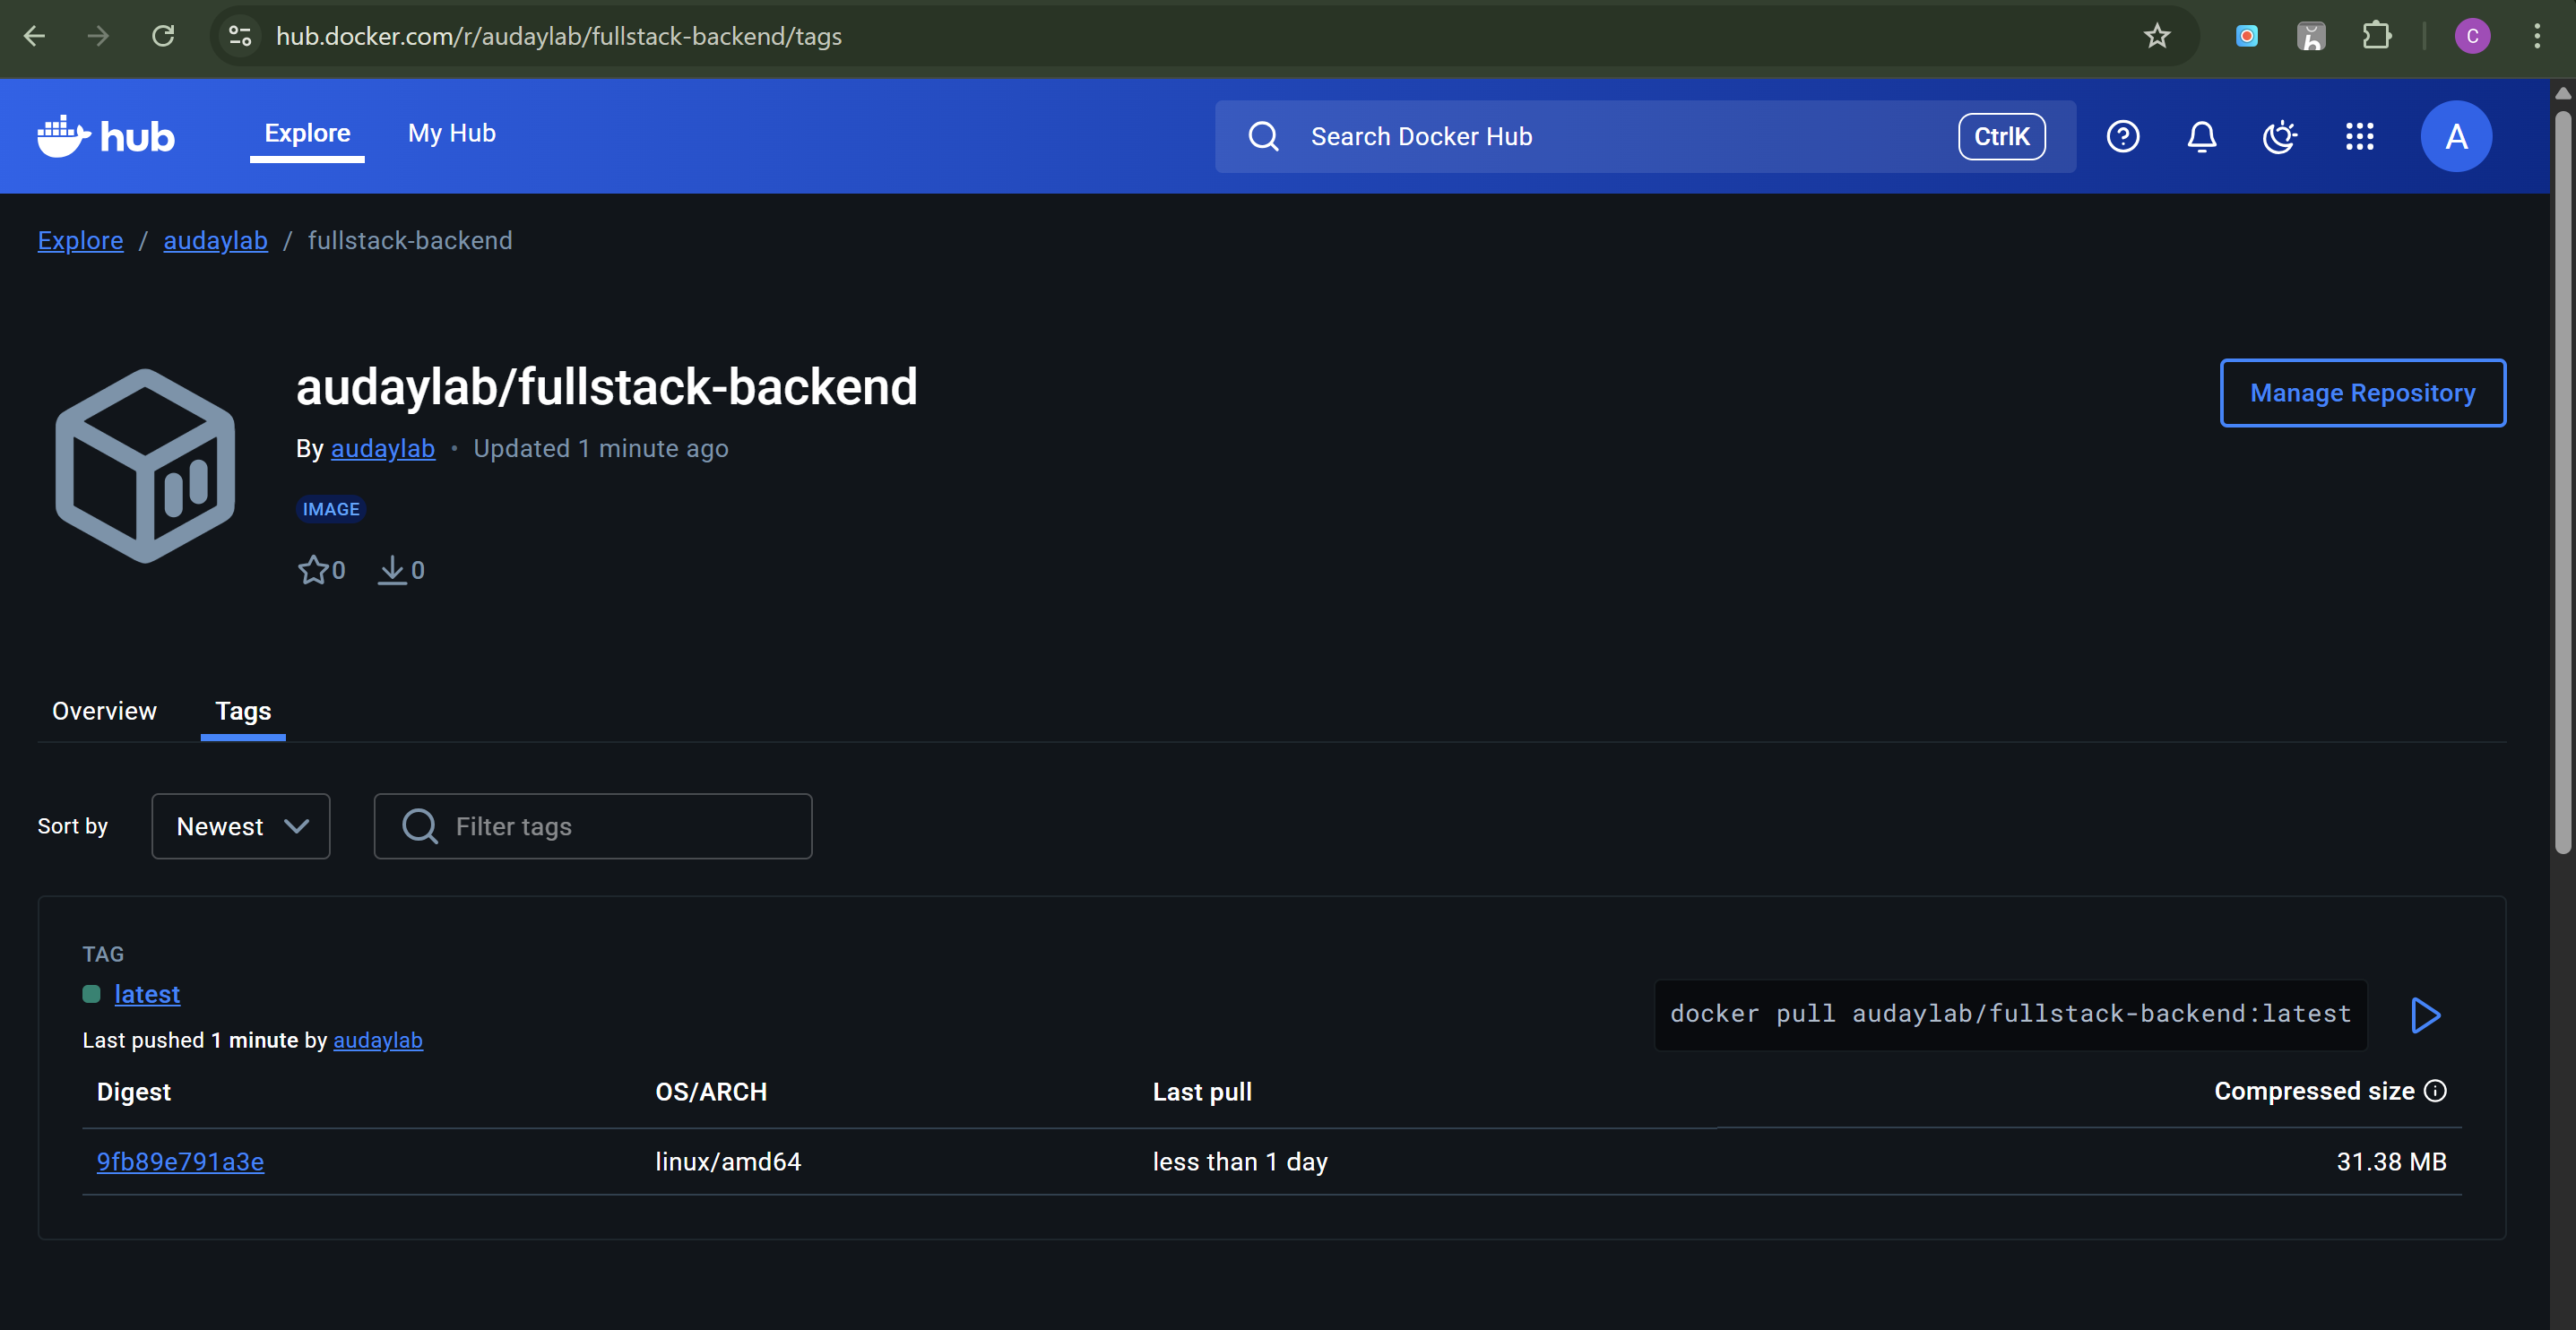 hub.docker.com/r/audaylab/fullstack-backend/tags
C
hub
Explore
My Hub
Search Docker Hub
CtrlK
A
Explore / audaylab / fullstack-backend
audaylab/fullstack-backend
Manage Repository
By audaylab • Updated 1 minute ago
IMAGE
0
0
Overview
Tags
Sort by
Newest
Filter tags
TAG
latest
docker pull audaylab/fullstack-backend:latest
Last pushed 1 minute by audaylab
Digest OS/ARCH Last pull Compressed size
9fb89e791a3e linux/amd64 less than 1 day 31.38 MB